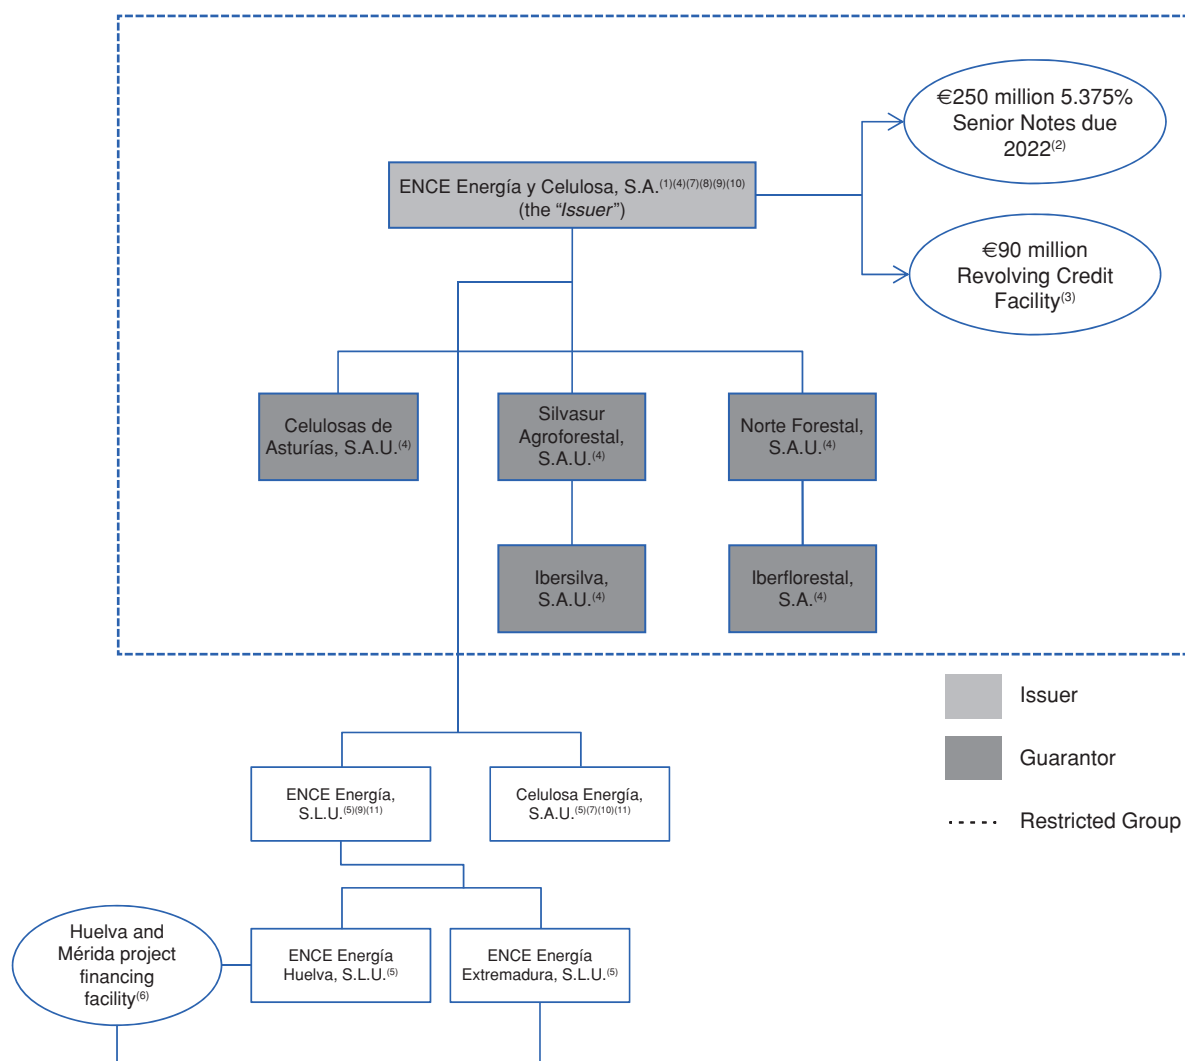 €250 million 5.375%
Senior Notes due
2022(2)
ENCE Energía y Celulosa, S.A.(1)(4)(7)(8)(9)(10)
(the “Issuer”)
€90 million
Revolving Credit
Facility(3)
Celulosas de
Asturías, S.A.U.(4)
Silvasur
Agroforestal,
S.A.U.(4)
Norte Forestal,
S.A.U.(4)
Ibersilva,
S.A.U.(4)
Iberflorestal,
S.A.(4)
Issuer
Guarantor
Restricted Group
ENCE Energía,
S.L.U.(5)(9)(11)
Celulosa Energía,
S.A.U.(5)(7)(10)(11)
Huelva and
Mérida project
financing
facility(6)
ENCE Energía
Huelva, S.L.U.(5)
ENCE Energía
Extremadura, S.L.U.(5)